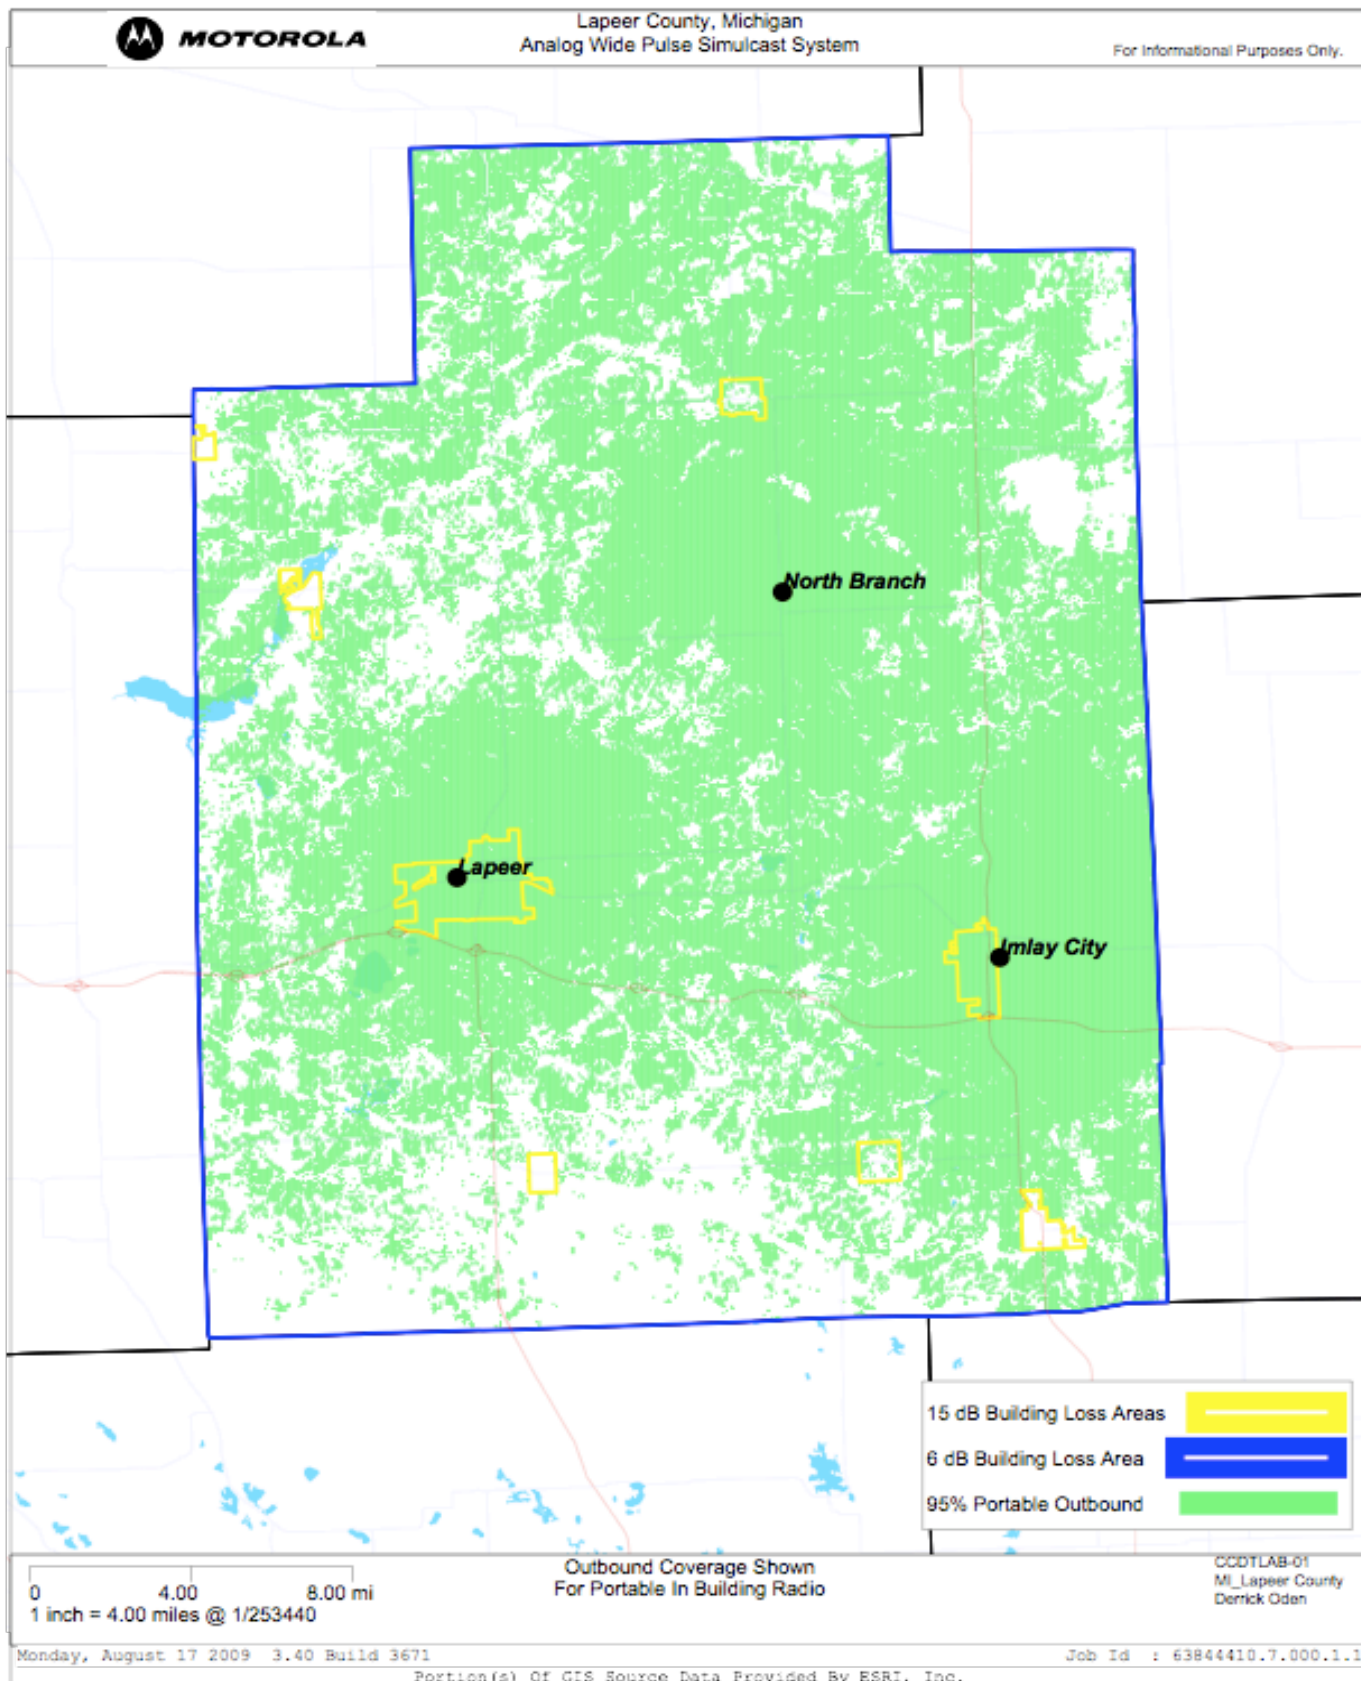 MOTOROLA
Lapeer County, Michigan
Analog Wide Pulse Simulcast System
For Informational Purposes Only.
North Branch
Lapeer
Imlay City
15 dB Building Loss Areas
6 dB Building Loss Area
95% Portable Outbound
0 4.00 8.00 mi
1 inch = 4.00 miles @ 1/253440
Outbound Coverage Shown
For Portable In Building Radio
CCDTLAB-01
MI_Lapeer County
Derrick Oden
Monday, August 17 2009 3.40 Build 3671
Job Id : 63844410.7.000.1.1
Portion(s) Of GIS Source Data Provided By ESRI, Inc.